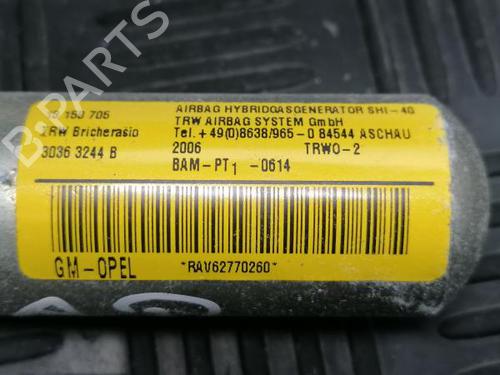 705
AIRBAG HYBRIDGASGENERATOR SHI-40
TRW Bricherasio
TRW AIRBAG SYSTEM GmbH
Tel. +49(0)8638/965-0 84544 ASCHAU
3036 3244 B
2006 TRWO-2
BAM-PT1 -0614
GM-OPEL
*RAV62770260*
B-PARTS